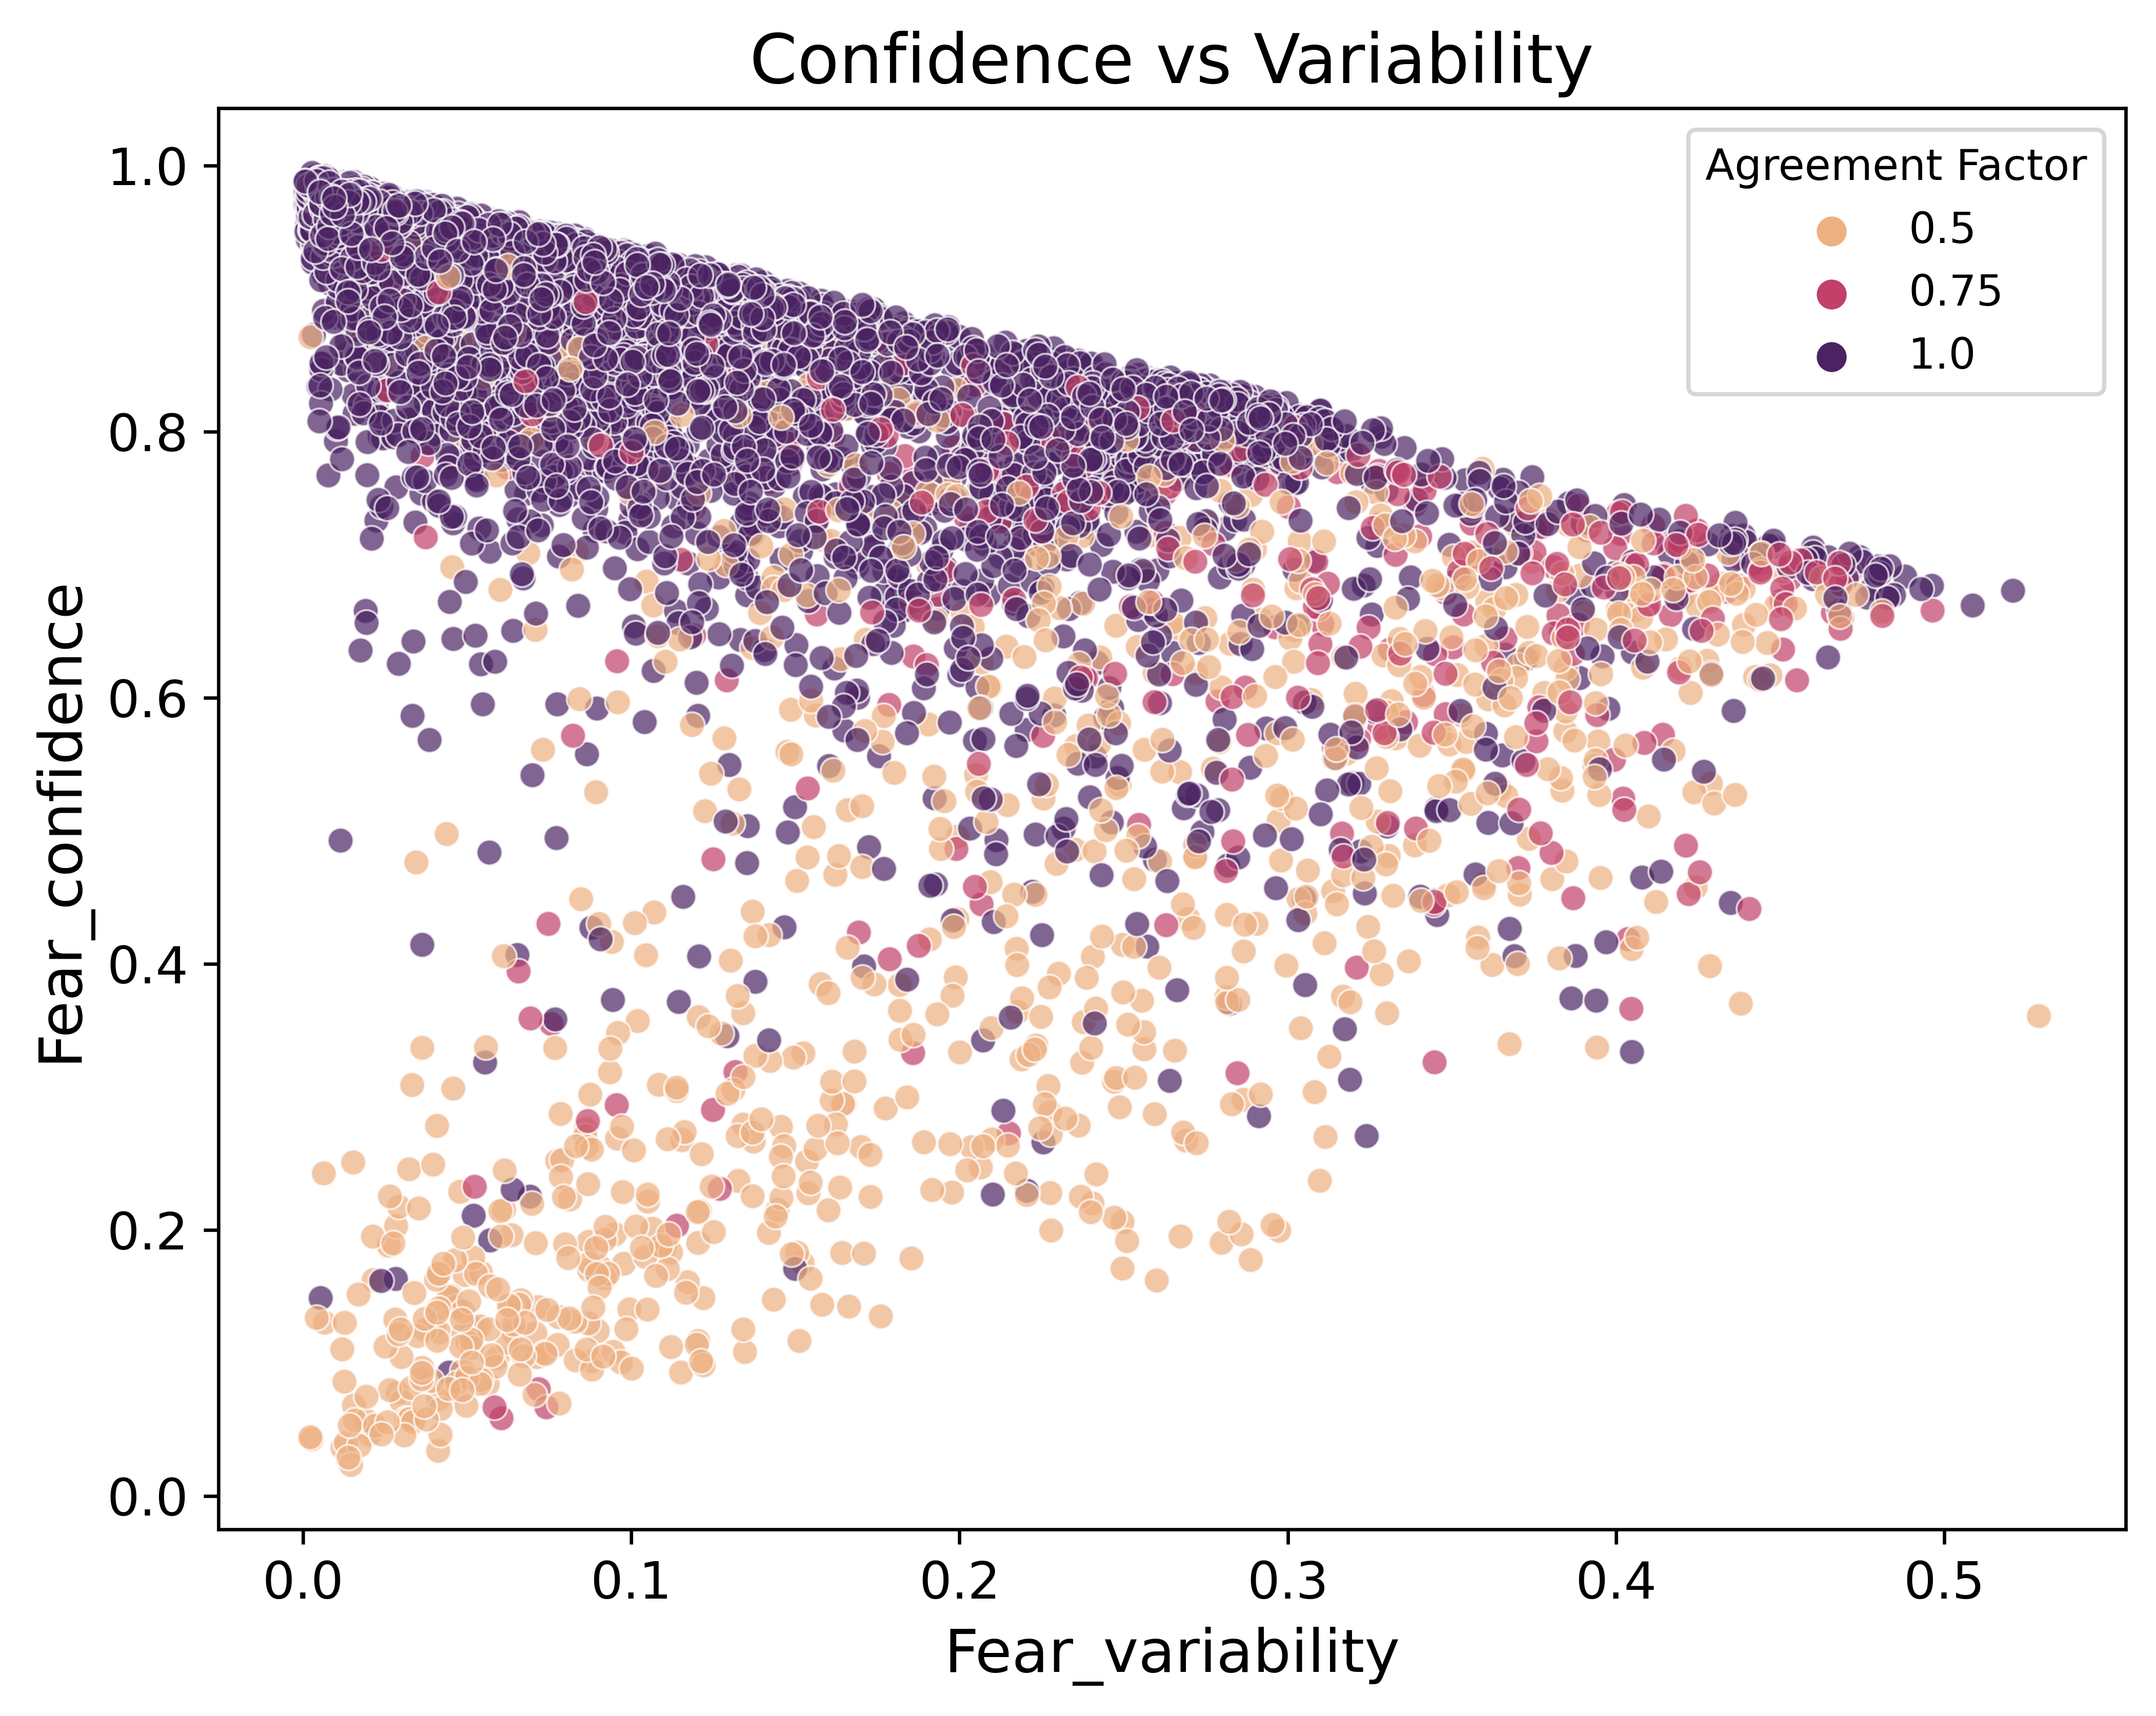 Confidence vs Variability
Fear_confidence
1.0
0.8
0.6
0.4
0.2
0.0
Agreement Factor
0.5
0.75
1.0
0.0 0.1 0.2 0.3 0.4 0.5
Fear_variability